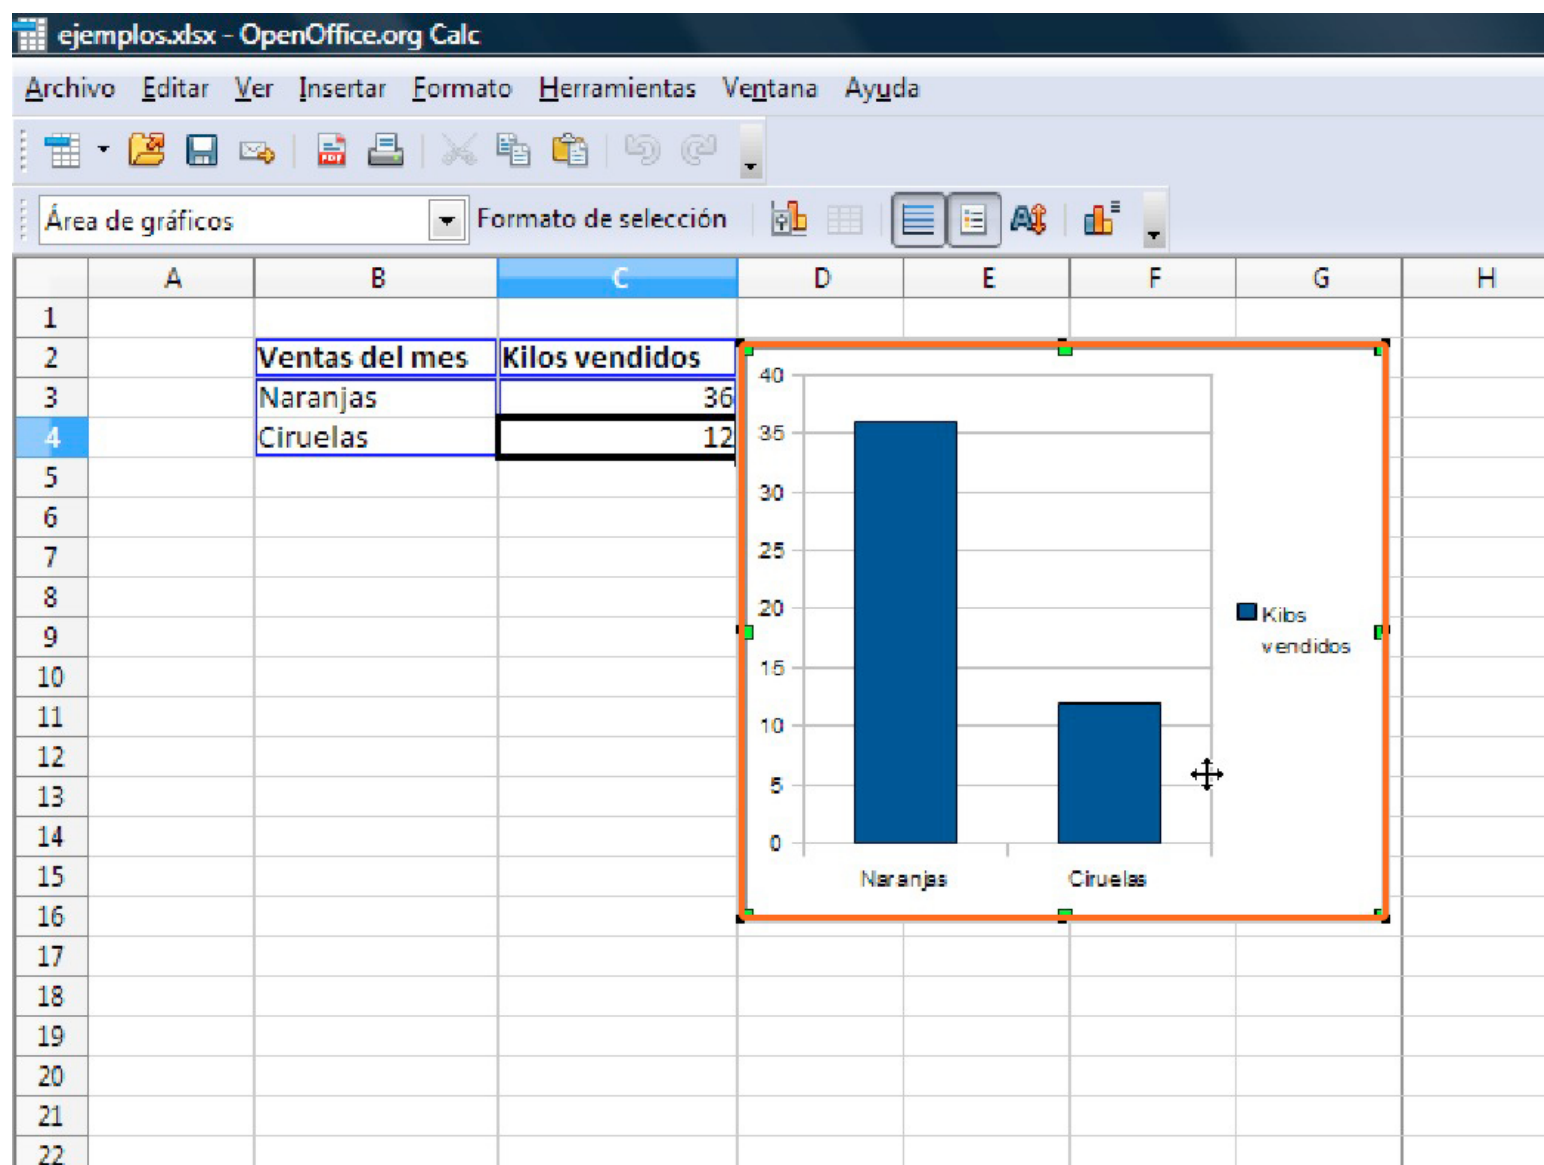 ejemplos.xlsx - OpenOffice.org Calc
Archivo Editar Ver Insertar Formato Herramientas Ventana Ayuda
PDF
Área de gráficos Formato de selección
A B C D E F G H
1
2 Ventas del mes Kilos vendidos
3 Naranjas 36
4 Ciruelas 12
5
6
7
8
9
10
11
12
13
14
15
16
17
18
19
20
21
22
40
35
30
25
20
15
10
5
0
Naranjas Ciruelas
Kilos
vendidos